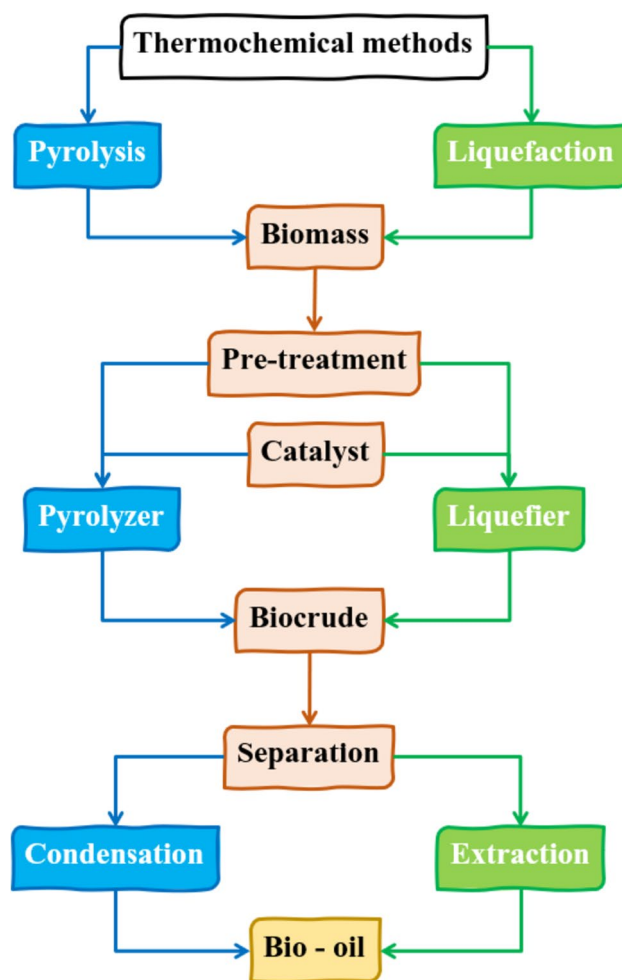 Thermochemical methods
Pyrolysis
Liquefaction
Biomass
Pre-treatment
Catalyst
Pyrolyzer
Liquefier
Biocrude
Separation
Condensation
Extraction
Bio - oil